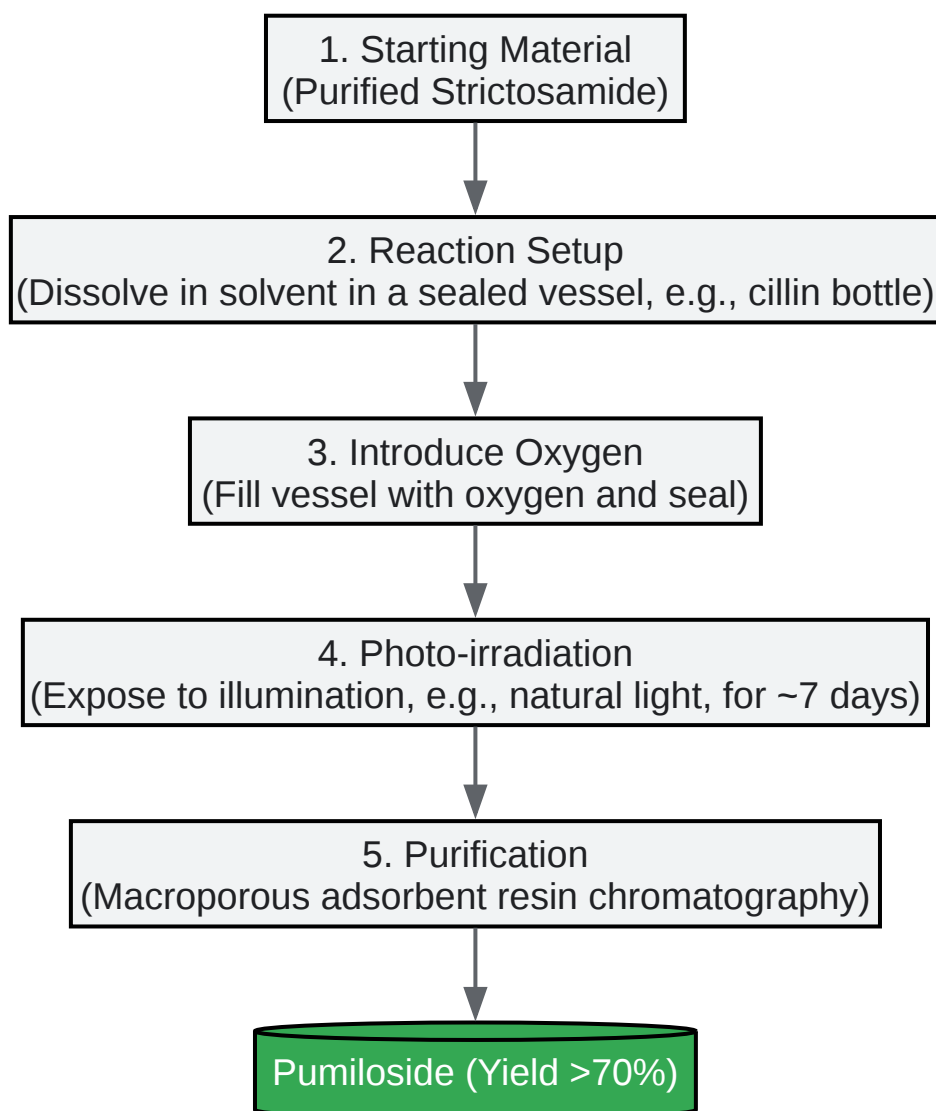 1. Starting Material
(Purified Strictosamide)
2. Reaction Setup
(Dissolve in solvent in a sealed vessel, e.g., cillin bottle)
3. Introduce Oxygen
(Fill vessel with oxygen and seal)
4. Photo-irradiation
(Expose to illumination, e.g., natural light, for ~7 days)
5. Purification
(Macroporous adsorbent resin chromatography)
Pumiloside (Yield >70%)